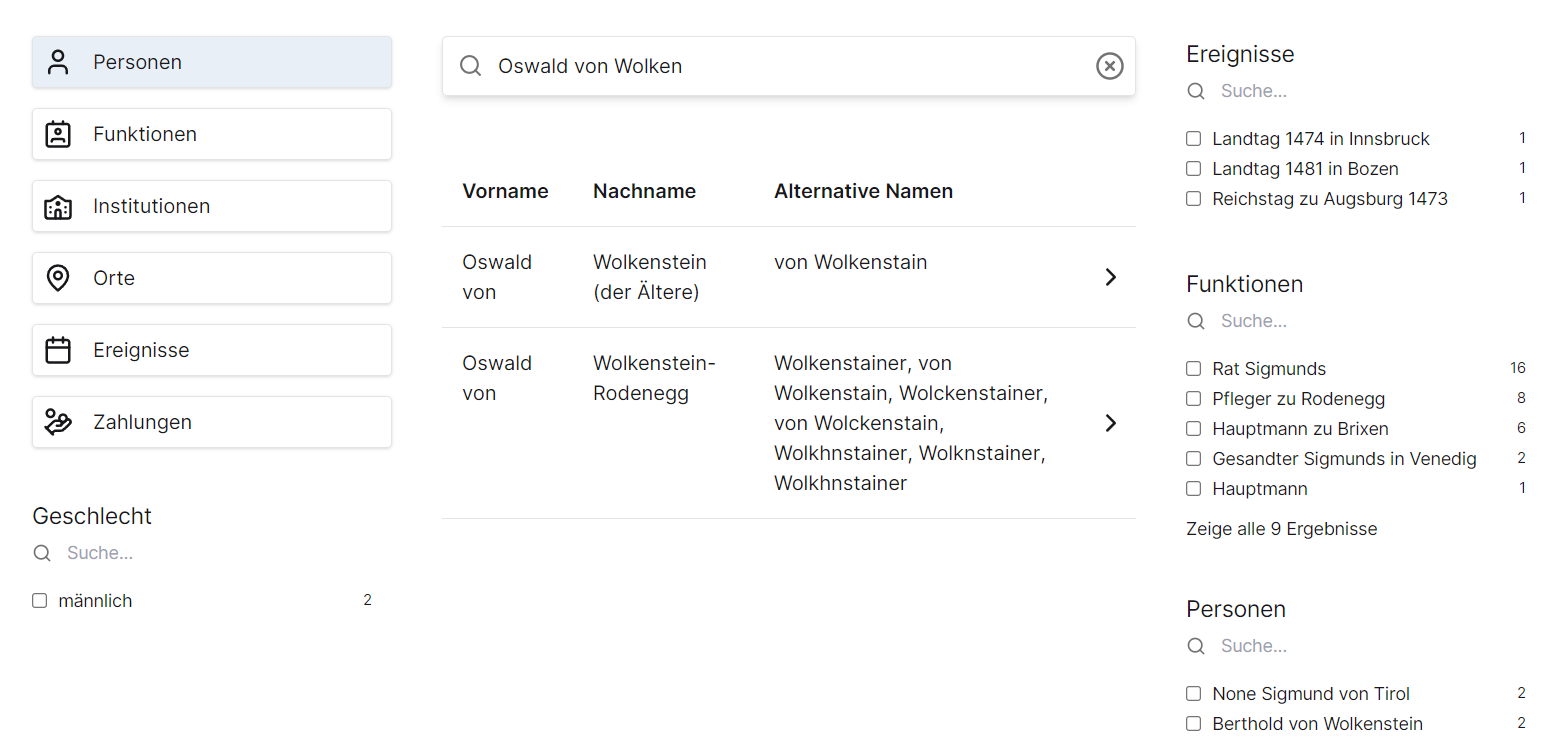 Personen
Funktionen
Institutionen
Orte
Ereignisse
Zahlungen
Geschlecht
Suche...
männlich 2
Oswald von Wolken
Vorname Nachname Alternative Namen
Oswald Wolkenstein von Wolkenstain
von (der Ältere)
Oswald Wolkenstein- Wolkenstainer, von
von Rodenegg Wolkenstain, Wolckenstainer,
von Wolckenstain,
Wolkhnstainer, Wolknstainer,
Wolkhnstainer
Ereignisse
Suche...
Landtag 1474 in Innsbruck 1
Landtag 1481 in Bozen 1
Reichstag zu Augsburg 1473 1
Funktionen
Suche...
Rat Sigmunds 16
Pfleger zu Rodenegg 8
Hauptmann zu Brixen 6
Gesandter Sigmunds in Venedig 2
Hauptmann 1
Zeige alle 9 Ergebnisse
Personen
Suche...
None Sigmund von Tirol 2
Berthold von Wolkenstein 2